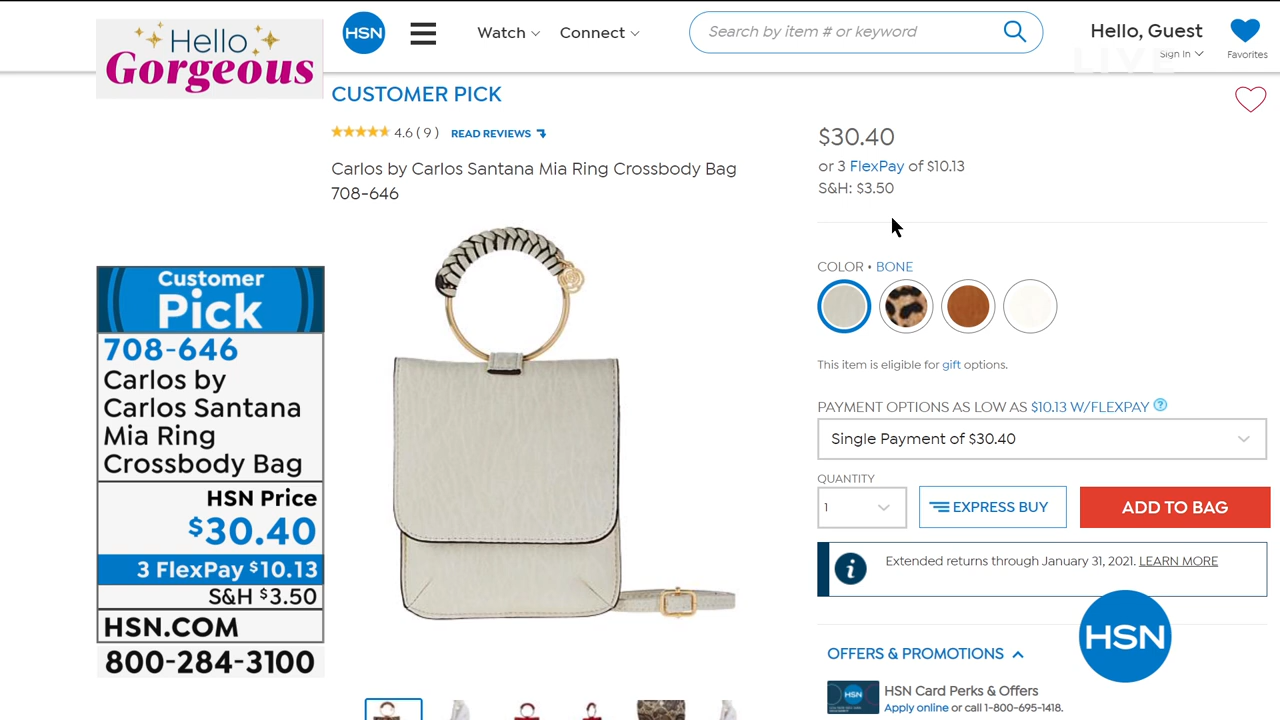 Hello
Gorgeous
HSN
Watch
Connect
Search by item # or keyword
Hello, Guest
Sign In
Favorites
LIVE
CUSTOMER PICK
4.6 ( 9 ) READ REVIEWS
Carlos by Carlos Santana Mia Ring Crossbody Bag
708-646
$30.40
or 3 FlexPay of $10.13
S&H: $3.50
COLOR • BONE
This item is eligible for gift options.
PAYMENT OPTIONS AS LOW AS $10.13 W/FLEXPAY ?
Single Payment of $30.40
QUANTITY
1
EXPRESS BUY
ADD TO BAG
i
Extended returns through January 31, 2021. LEARN MORE
HSN
OFFERS & PROMOTIONS
HSN
HSN Card Perks & Offers
Apply online or call 1-800-695-1418.
Customer
Pick
708-646
Carlos by
Carlos Santana
Mia Ring
Crossbody Bag
HSN Price
$30.40
3 FlexPay $10.13
S&H $3.50
HSN.COM
800-284-3100